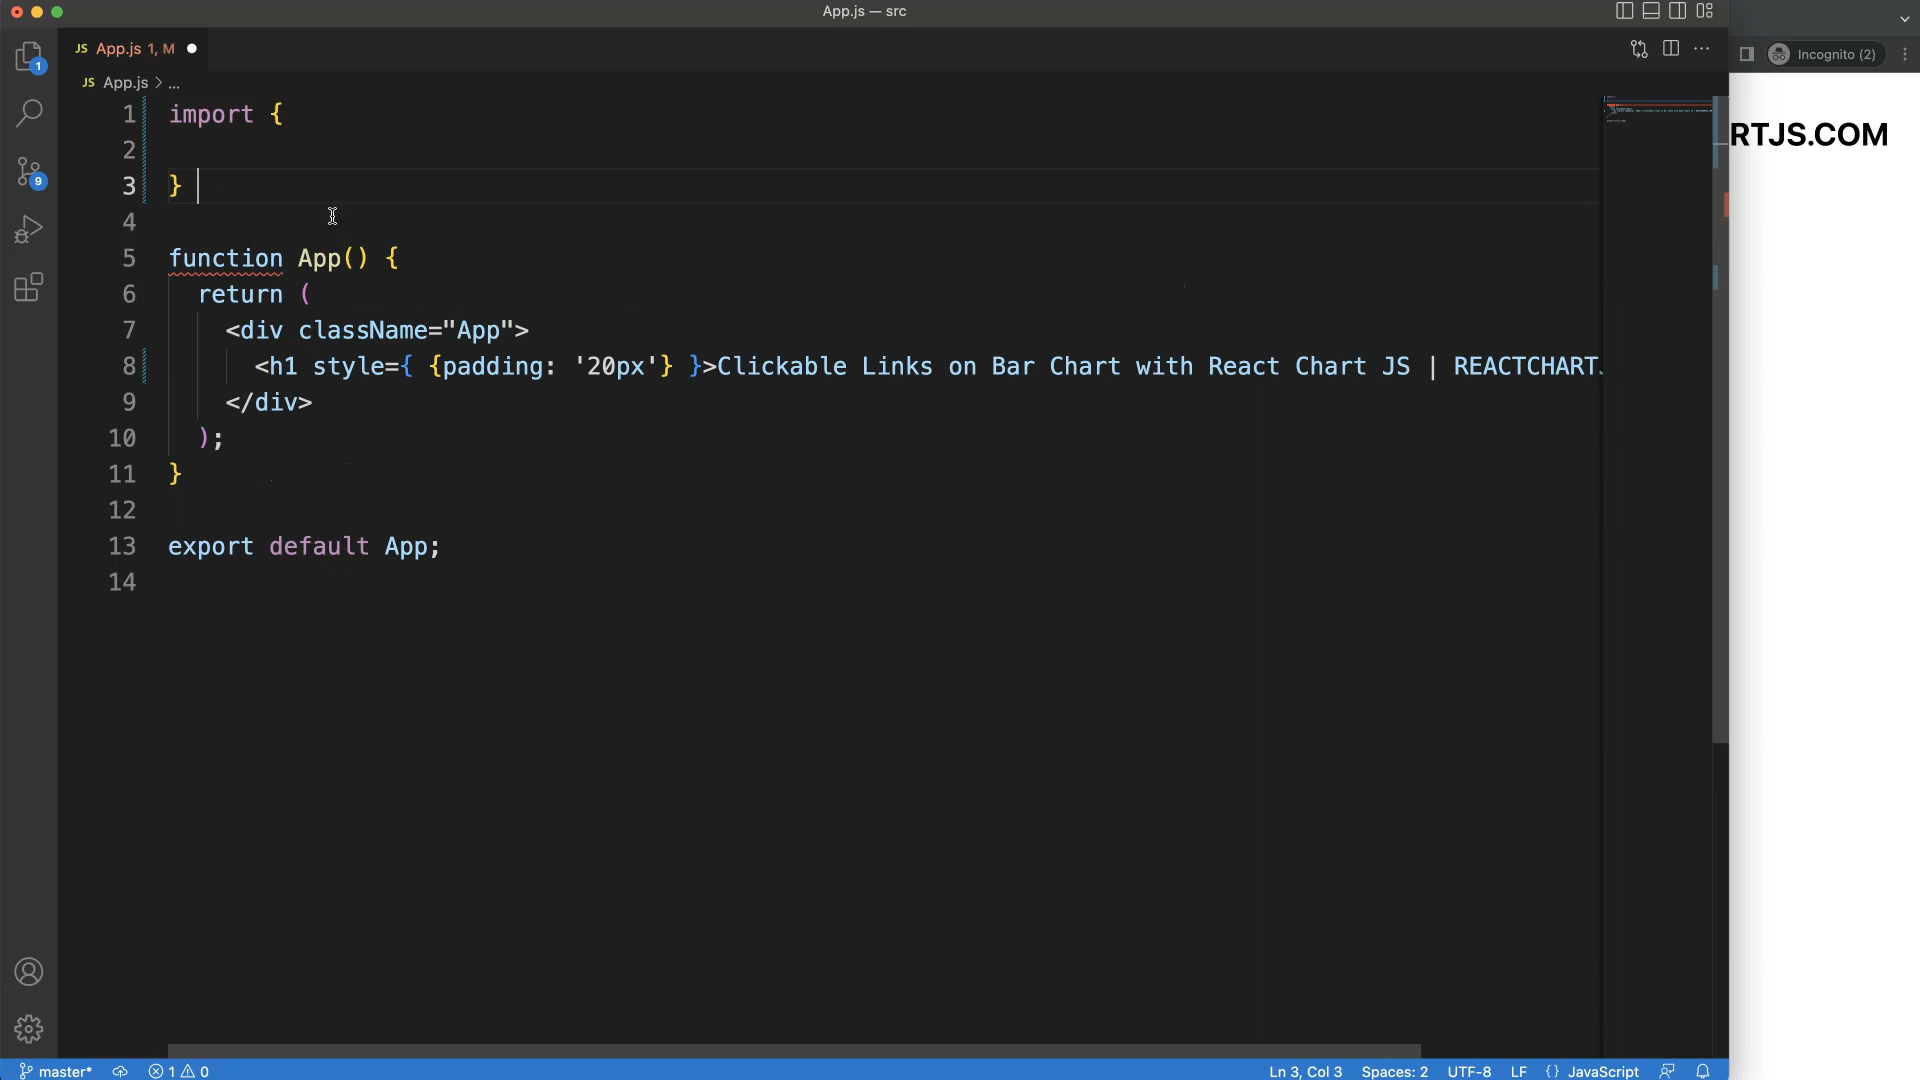 App.js — src
JS App.js 1, M
Incognito (2)
JS App.js > ...
1 import {
2
3 }
4
5 function App() {
6 return (
7 <div className="App">
8 <h1 style={ {padding: '20px'} }>Clickable Links on Bar Chart with React Chart JS | REACTCHARTJ
9 </div>
10 );
11 }
12
13 export default App;
14
RTJS.COM
1
9
master* 1 0 Ln 3, Col 3 Spaces: 2 UTF-8 LF {} JavaScript